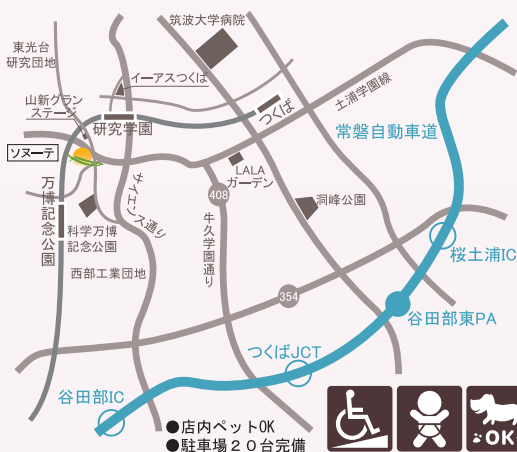 筑波大学病院
東光台
研究団地
イーアスつくば
土浦学園線
山新グラン
ステージ
つくば
研究学園
常磐自動車道
ソヌーテ
LALA
ガーデン
万博記念公園
サイエンス通り
408
洞峰公園
科学万博
記念公園
牛久学園通り
桜土浦IC
西部工業団地
354
谷田部東PA
つくばJCT
谷田部IC
●店内ペットOK
●駐車場20台完備
OK